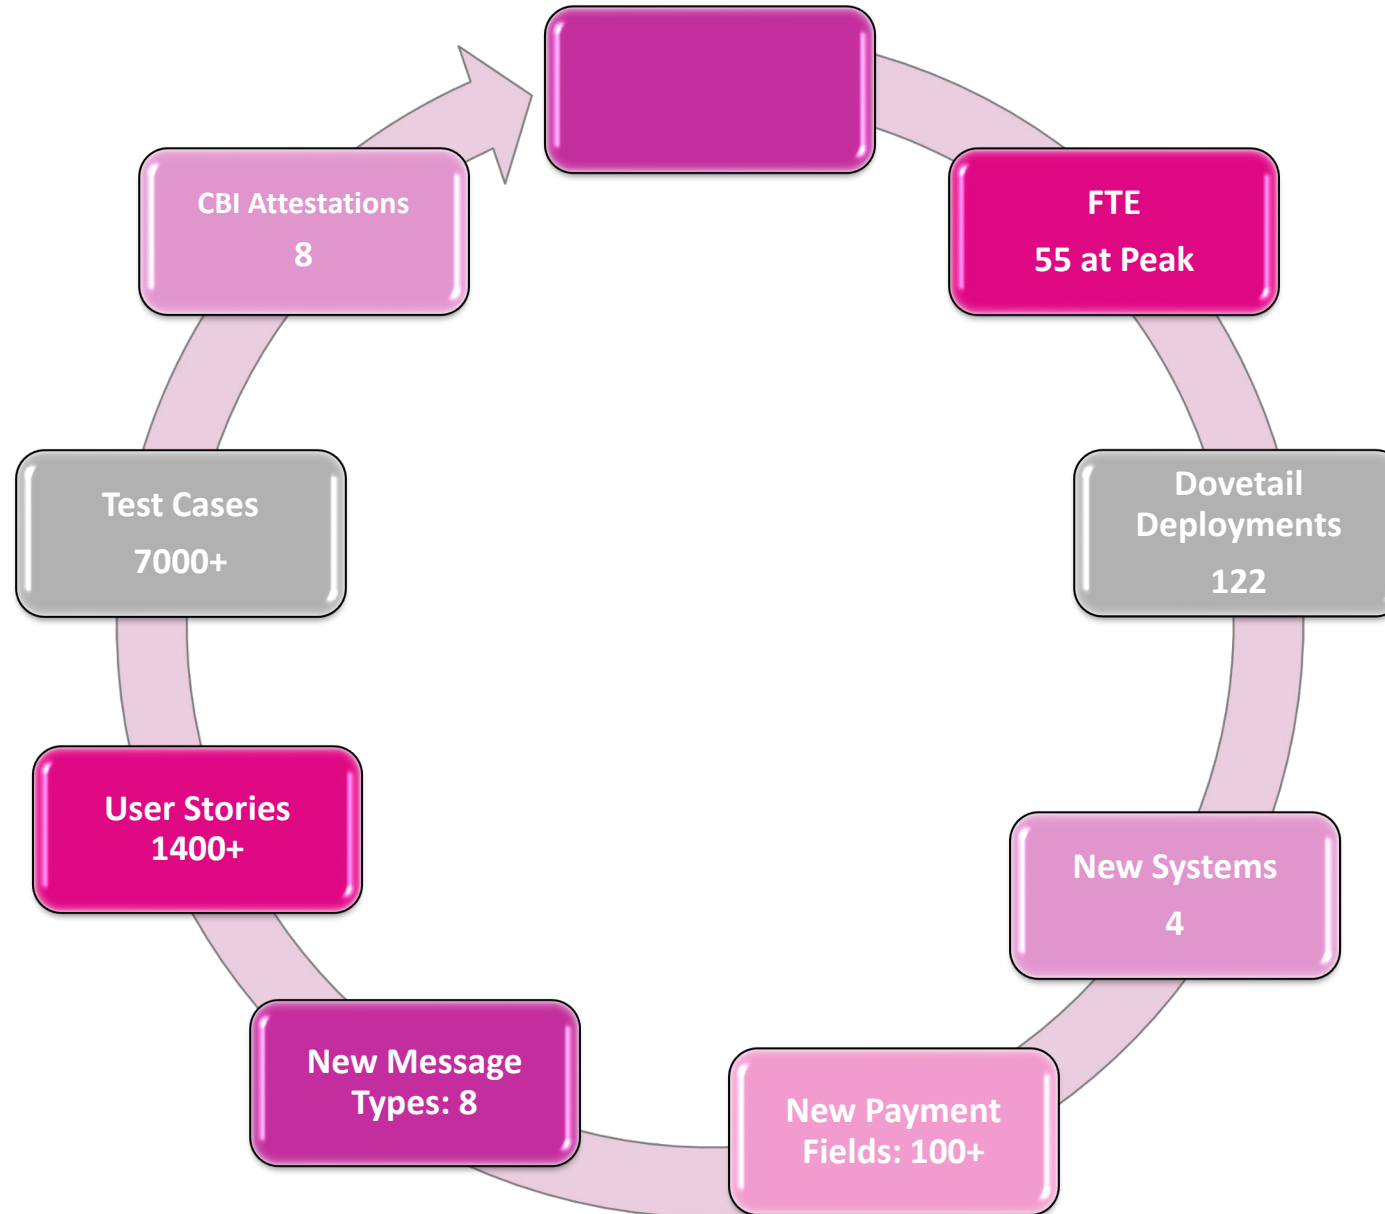 FTE
55 at Peak
Dovetail
Deployments
122
New Systems
4
New Payment
Fields: 100+
New Message
Types: 8
User Stories
1400+
Test Cases
7000+
CBI Attestations
8